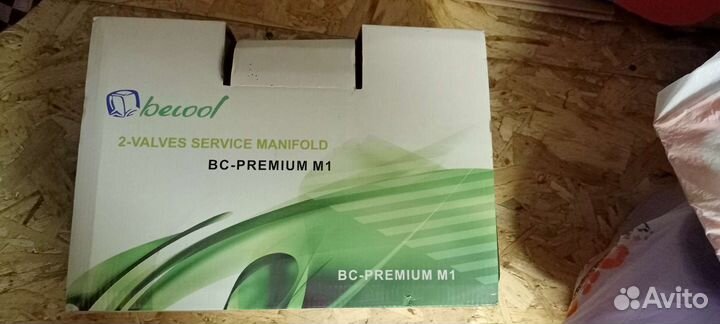 becool
2-VALVES SERVICE MANIFOLD
BC-PREMIUM M1
BC-PREMIUM M1
Avito